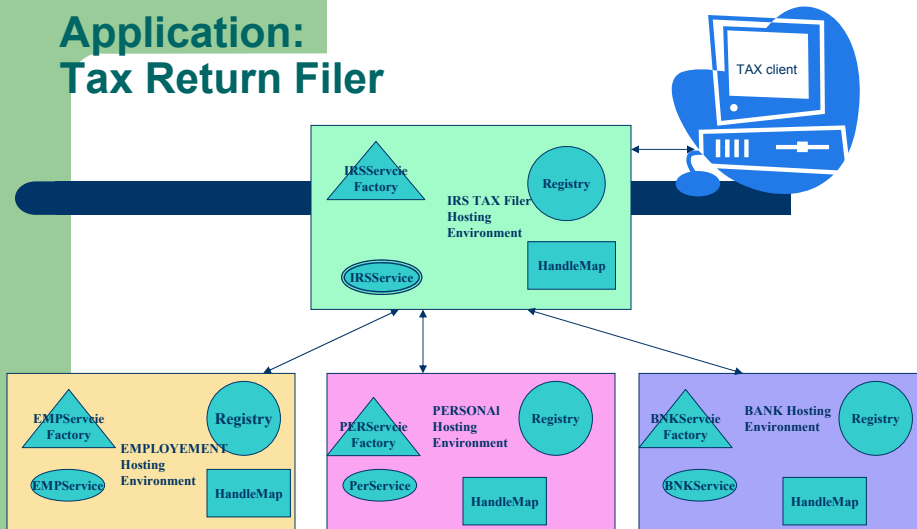 Application:
Tax Return Filer
TAX client
IRSServcie
Factory
Registry
IRS TAX Filer
Hosting
Environment
HandleMap
IRSService
EMPServcie
Factory
Registry
EMPLOYEMENT
Hosting
Environment
EMPService
HandleMap
PERServcie
Factory
PERSONAl
Hosting
Environment
Registry
PerService
HandleMap
BNKServcie
Factory
BANK Hosting
Environment
Registry
BNKService
HandleMap